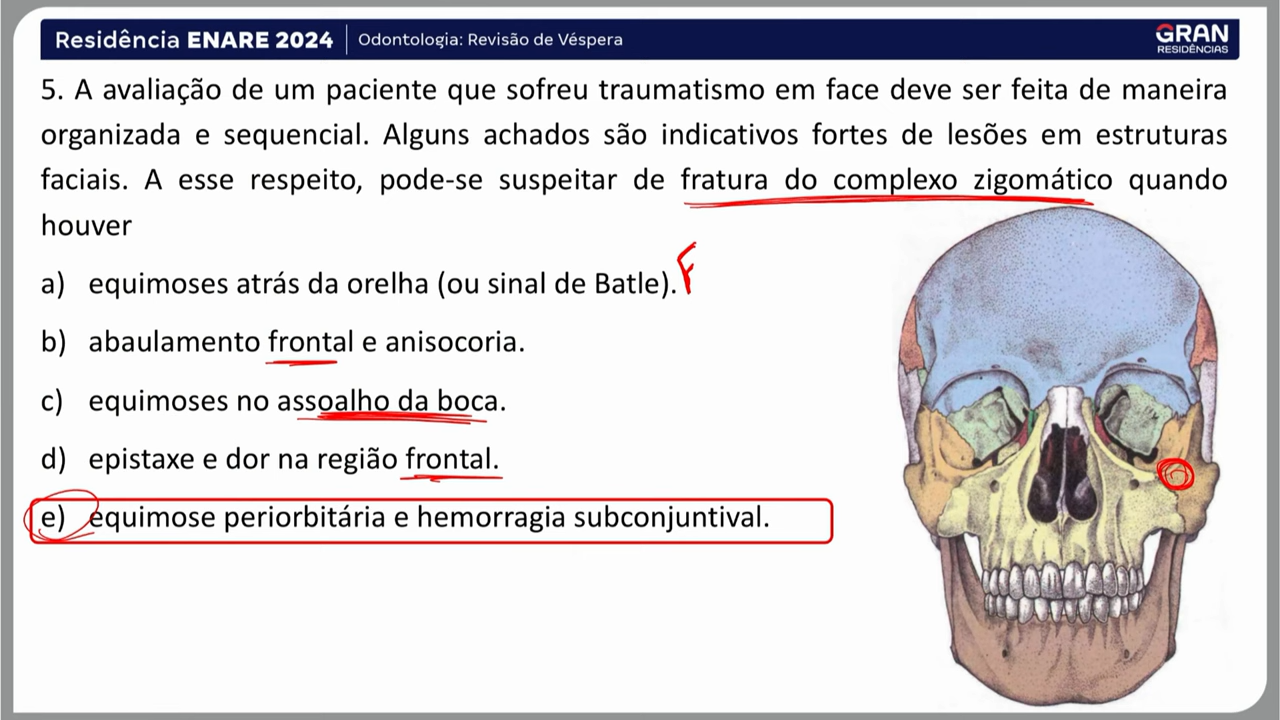 Residência ENARE 2024 | Odontologia: Revisão de Véspera
GRAN
RESIDÊNCIAS
5. A avaliação de um paciente que sofreu traumatismo em face deve ser feita de maneira
organizada e sequencial. Alguns achados são indicativos fortes de lesões em estruturas
faciais. A esse respeito, pode-se suspeitar de fratura do complexo zigomático quando
houver
a) equimoses atrás da orelha (ou sinal de Batle). F
b) abaulamento frontal e anisocoria.
c) equimoses no assoalho da boca.
d) epistaxe e dor na região frontal.
e) equimose periorbitária e hemorragia subconjuntival.